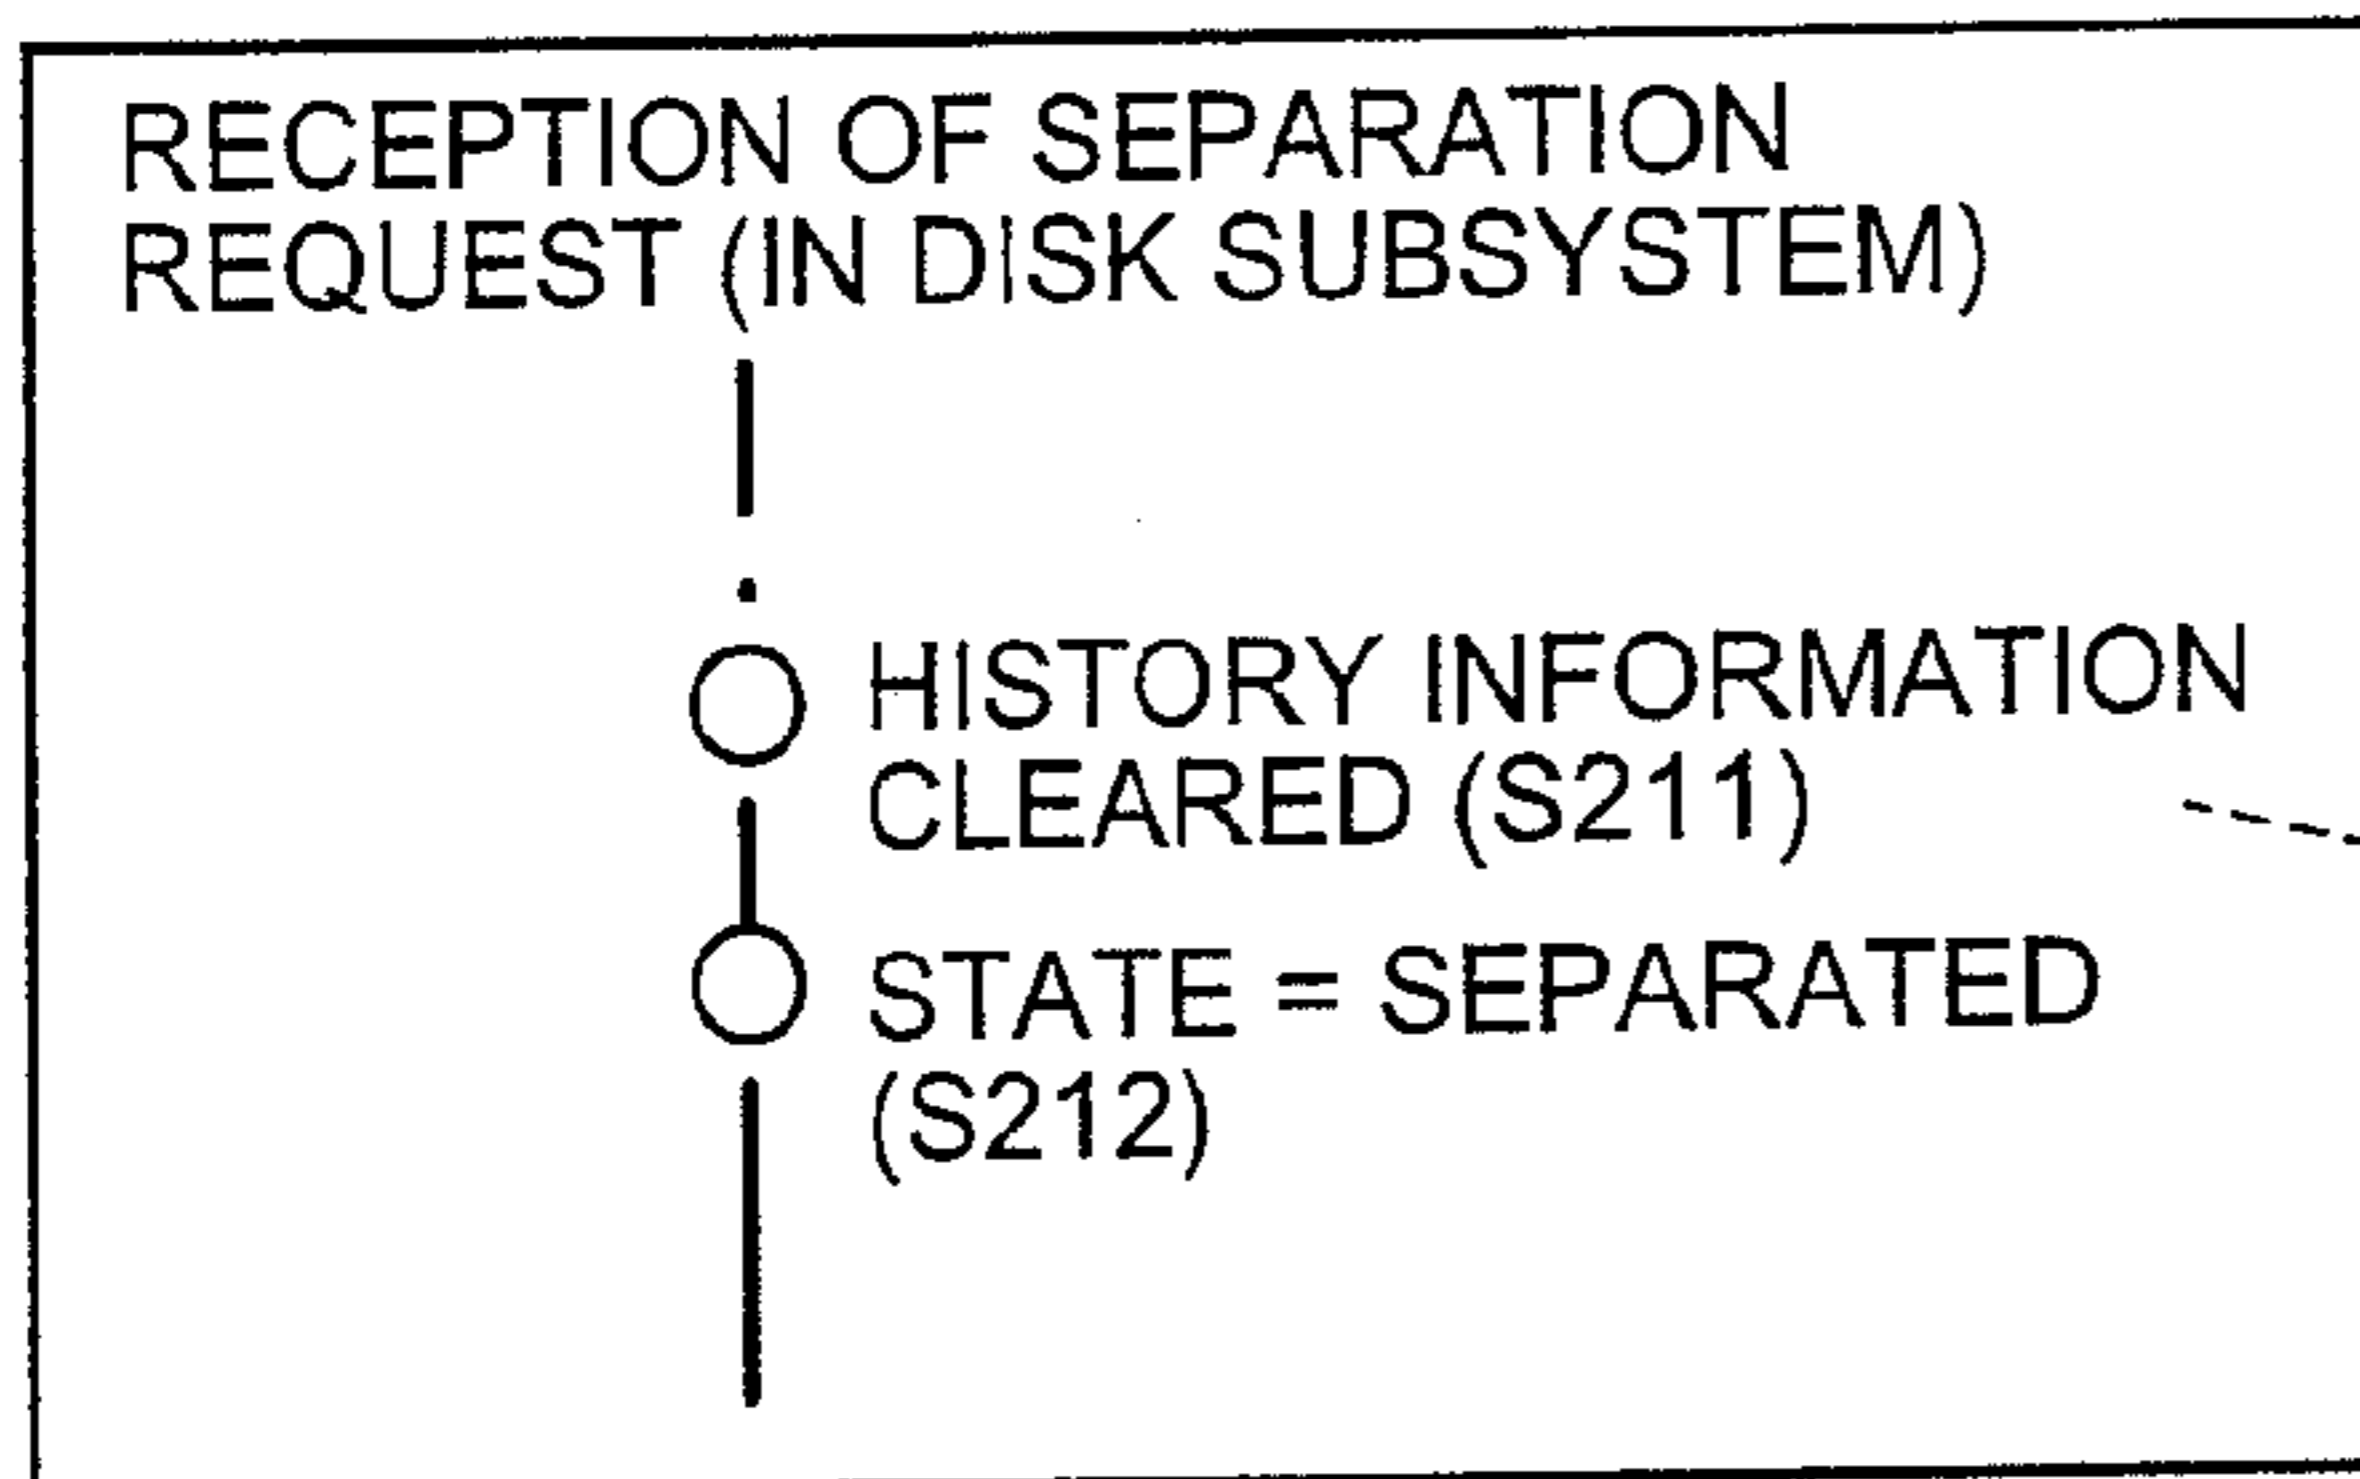 RECEPTION OF SEPARATION
REQUEST (IN DISK SUBSYSTEM)
HISTORY INFORMATION
CLEARED (S211)
STATE = SEPARATED
(S212)